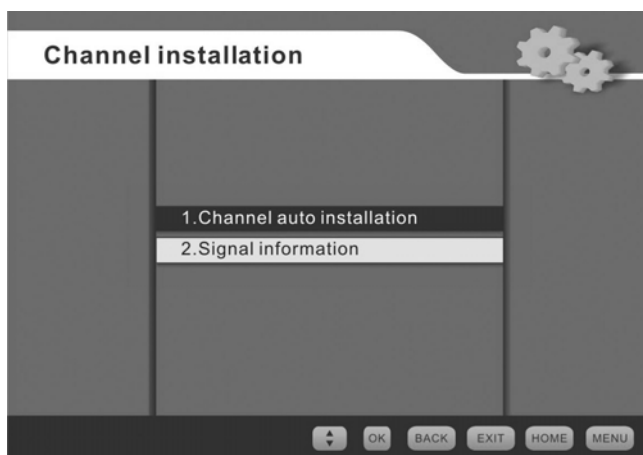 Channel installation
1.Channel auto installation
2.Signal information
OK BACK EXIT HOME MENU